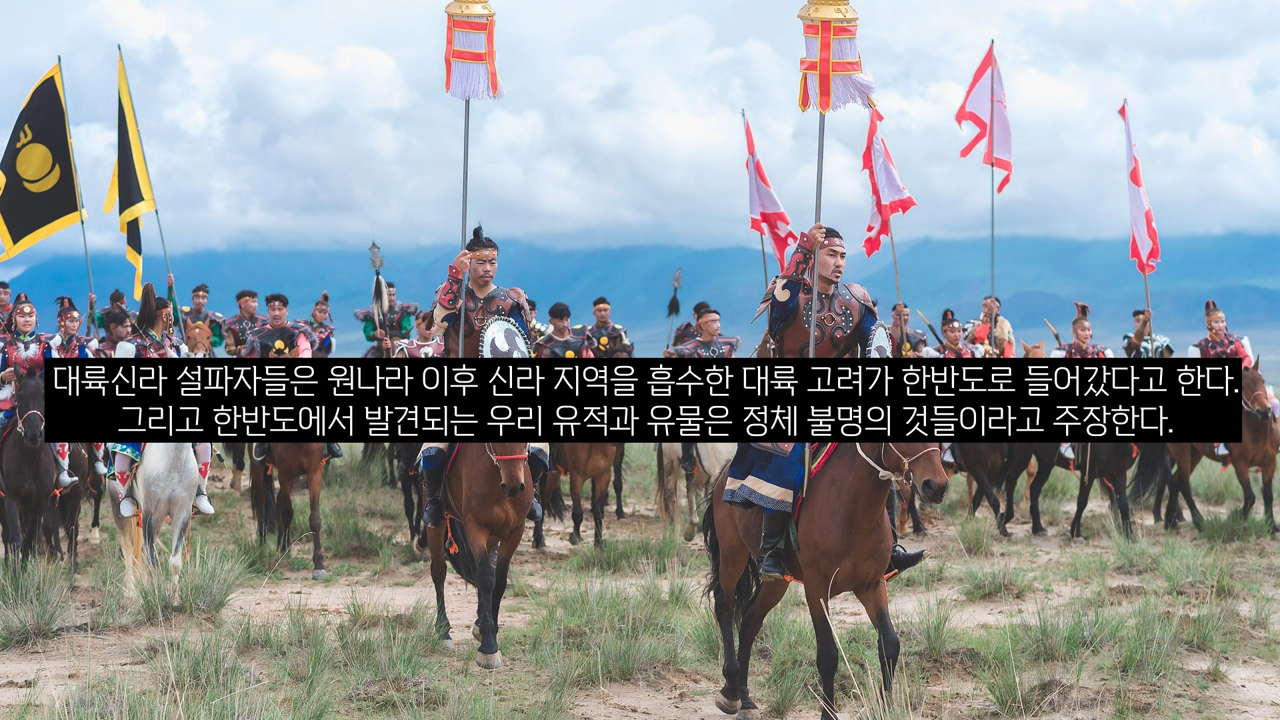 대륙신라 설파자들은 원나라 이후 신라 지역을 흡수한 대륙 고려가 한반도로 들어갔다고 한다.
그리고 한반도에서 발견되는 우리 유적과 유물은 정체 불명의 것들이라고 주장한다.